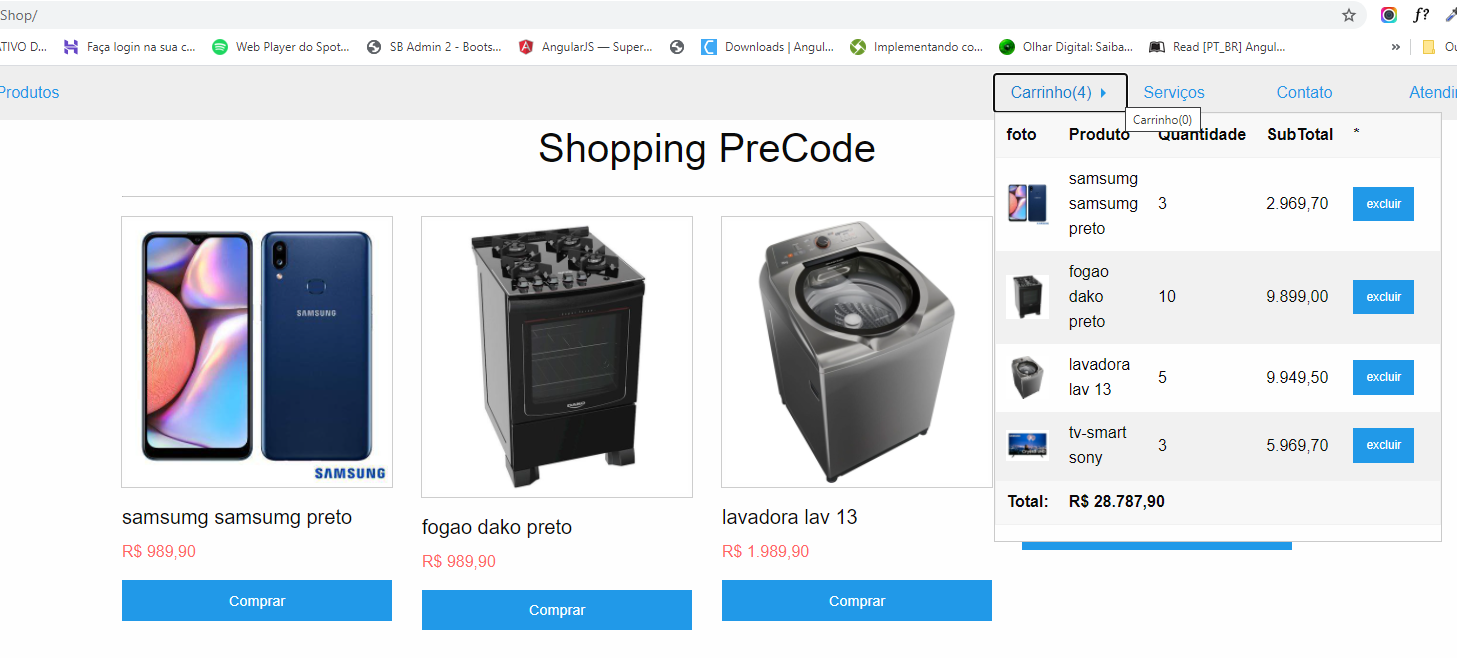 Shop/
f?
ATIVO D...
Faça login na sua c...
Web Player do Spot...
SB Admin 2 - Boots...
AngularJS — Super...
Downloads | Angul...
Implementando co...
Olhar Digital: Saiba...
Read [PT_BR] Angul...
»
Ou
Produtos
Carrinho(4)
Serviços
Contato
Atendim
Carrinho(0)
Shopping PreCode
foto Produto Quantidade SubTotal *
samsumg
samsumg
preto
3 2.969,70 excluir
fogao
dako
preto
10 9.899,00 excluir
lavadora
lav 13
5 9.949,50 excluir
tv-smart
sony
3 5.969,70 excluir
Total: R$ 28.787,90
SAMSUNG
SAMSUNG
DAKO
samsumg samsumg preto
R$ 989,90
Comprar
fogao dako preto
R$ 989,90
Comprar
lavadora lav 13
R$ 1.989,90
Comprar